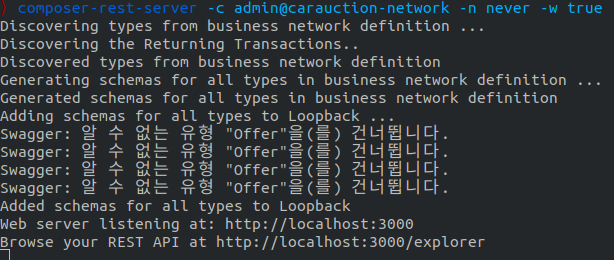 ) composer-rest-server -c admin@carauction-network -n never -w true
Discovering types from business network definition ...
Discovering the Returning Transactions..
Discovered types from business network definition
Generating schemas for all types in business network definition ...
Generated schemas for all types in business network definition
Adding schemas for all types to Loopback ...
Swagger: 알 수 없는 유형 "Offer"을(를) 건너뜁니다.
Swagger: 알 수 없는 유형 "Offer"을(를) 건너뜁니다.
Swagger: 알 수 없는 유형 "Offer"을(를) 건너뜁니다.
Swagger: 알 수 없는 유형 "Offer"을(를) 건너뜁니다.
Added schemas for all types to Loopback
Web server listening at: http://localhost:3000
Browse your REST API at http://localhost:3000/explorer